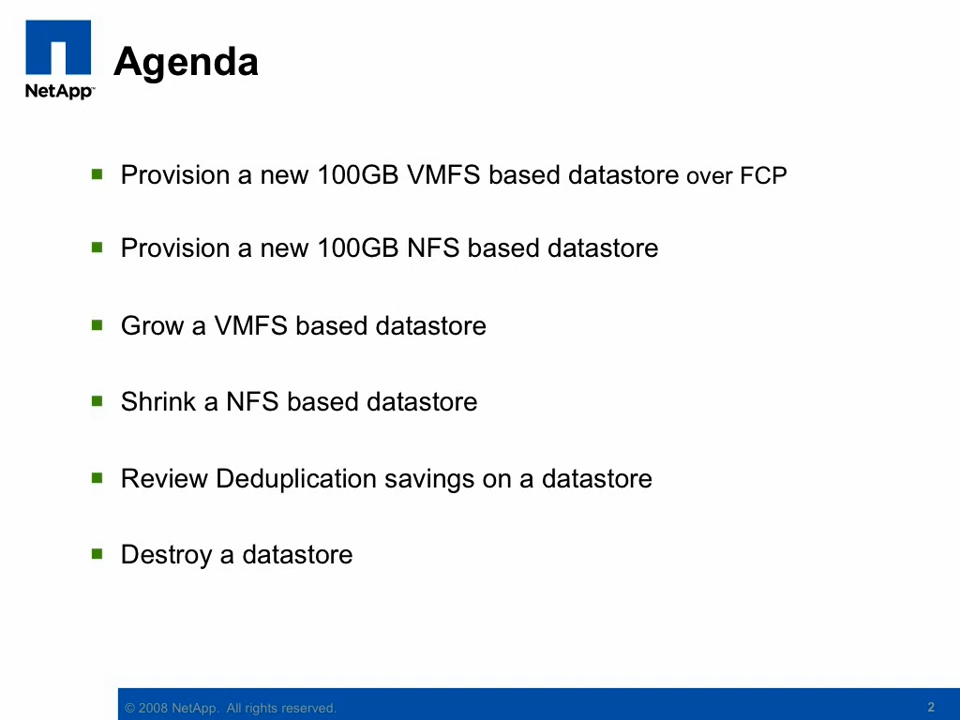 NetApp™
Agenda
Provision a new 100GB VMFS based datastore over FCP
Provision a new 100GB NFS based datastore
Grow a VMFS based datastore
Shrink a NFS based datastore
Review Deduplication savings on a datastore
Destroy a datastore
© 2008 NetApp. All rights reserved.
2